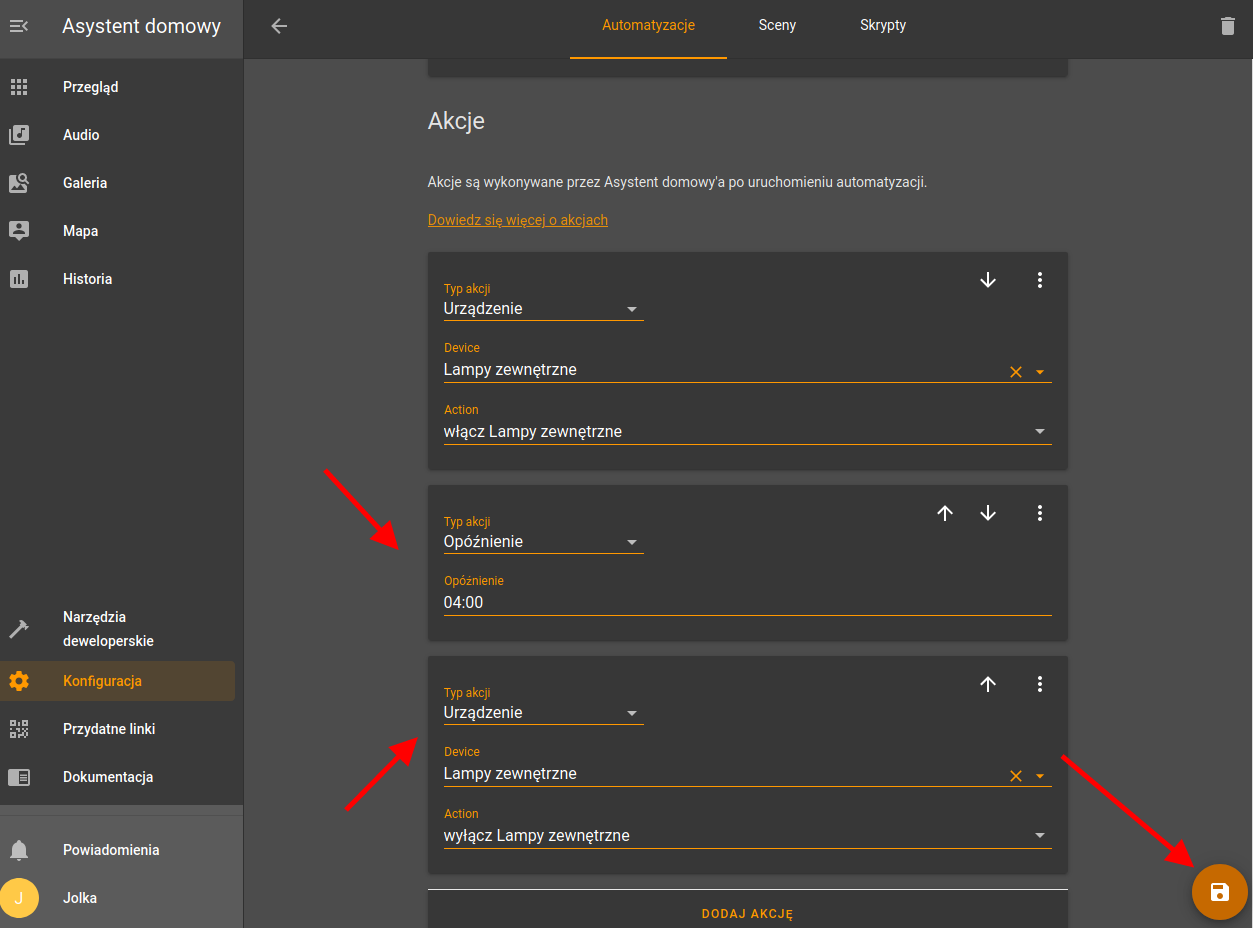 Asystent domowy
Przegląd
Audio
Galeria
Mapa
Historia
Narzędzia
deweloperskie
Konfiguracja
Przydatne linki
Dokumentacja
Powiadomienia
J
Jolka
Automatyzacje
Sceny
Skrypty
Akcje
Akcje są wykonywane przez Asystent domowy'a po uruchomieniu automatyzacji.
Dowiedz się więcej o akcjach
Typ akcji
Urządzenie
Device
Lampy zewnętrzne
Action
włącz Lampy zewnętrzne
Typ akcji
Opóźnienie
Opóźnienie
04:00
Typ akcji
Urządzenie
Device
Lampy zewnętrzne
Action
wyłącz Lampy zewnętrzne
DODAJ AKCJĘ